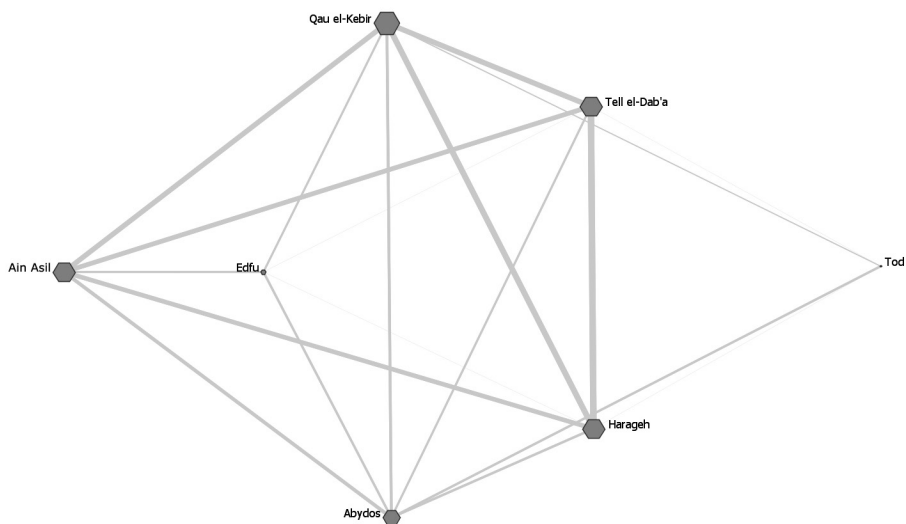 Qau el-Kebir
Tell el-Dab'a
Ain Asil
Edfu
Tod
Harageh
Abydos